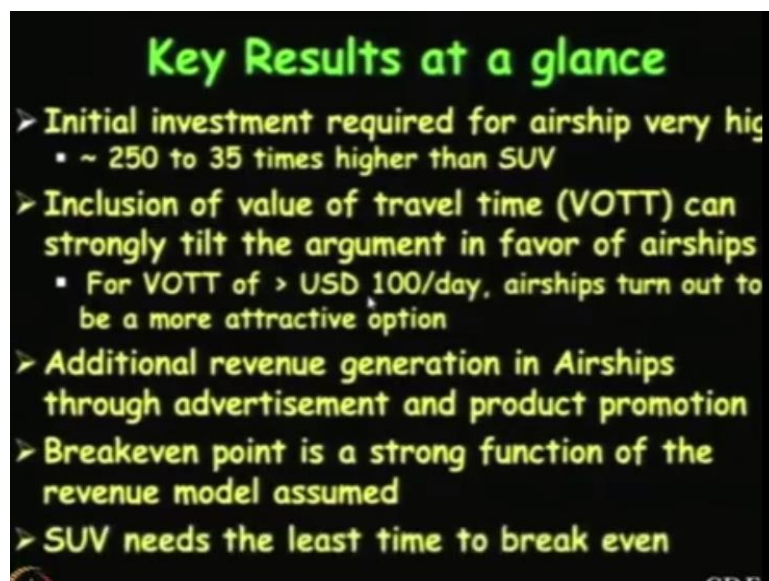 Key Results at a glance
➢ Initial investment required for airship very hig
▪ ~ 250 to 35 times higher than SUV
➢ Inclusion of value of travel time (VOTT) can
strongly tilt the argument in favor of airships
▪ For VOTT of > USD 100/day, airships turn out to
be a more attractive option
➢ Additional revenue generation in Airships
through advertisement and product promotion
➢ Breakeven point is a strong function of the
revenue model assumed
➢ SUV needs the least time to break even